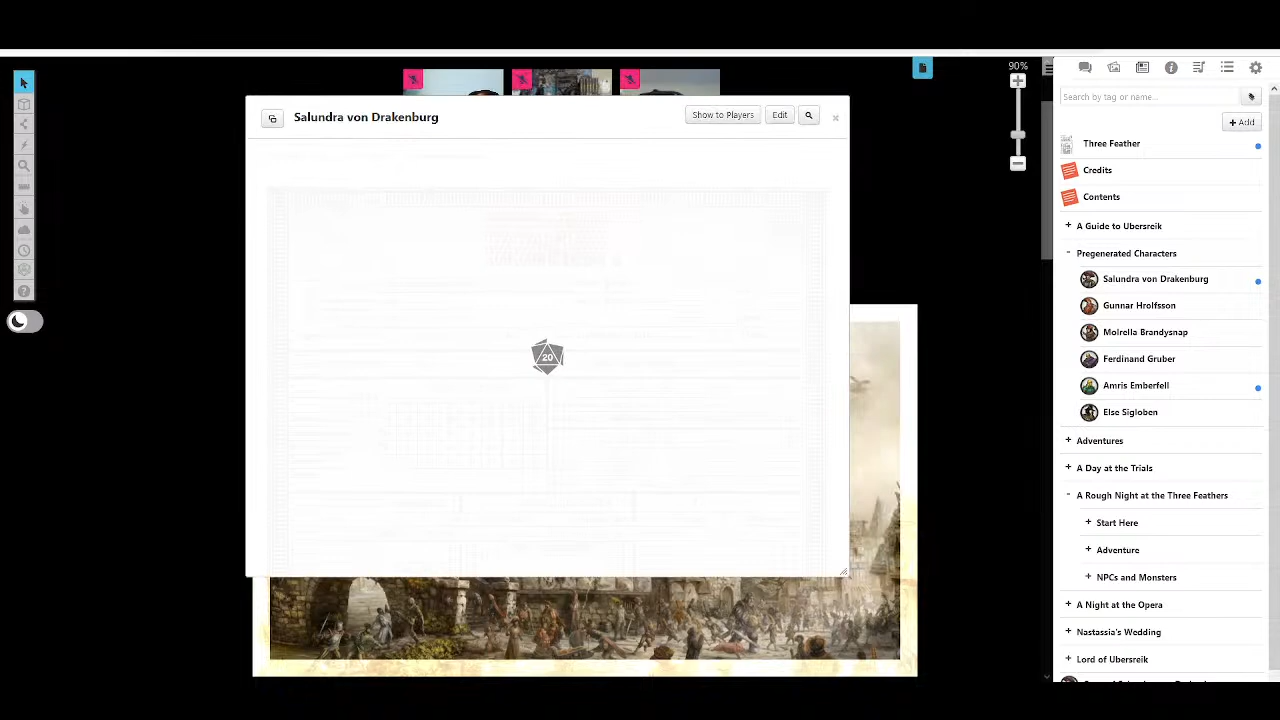 90%
Salundra von Drakenburg
Show to Players
Edit
20
Search by tag or name...
+ Add
Three Feather
Credits
Contents
+ A Guide to Ubersreik
- Pregenerated Characters
Salundra von Drakenburg
Gunnar Hrolfsson
Molrella Brandysnap
Ferdinand Gruber
Amris Emberfell
Else Sigloben
+ Adventures
+ A Day at the Trials
- A Rough Night at the Three Feathers
+ Start Here
+ Adventure
+ NPCs and Monsters
+ A Night at the Opera
+ Nastassia's Wedding
+ Lord of Ubersreik